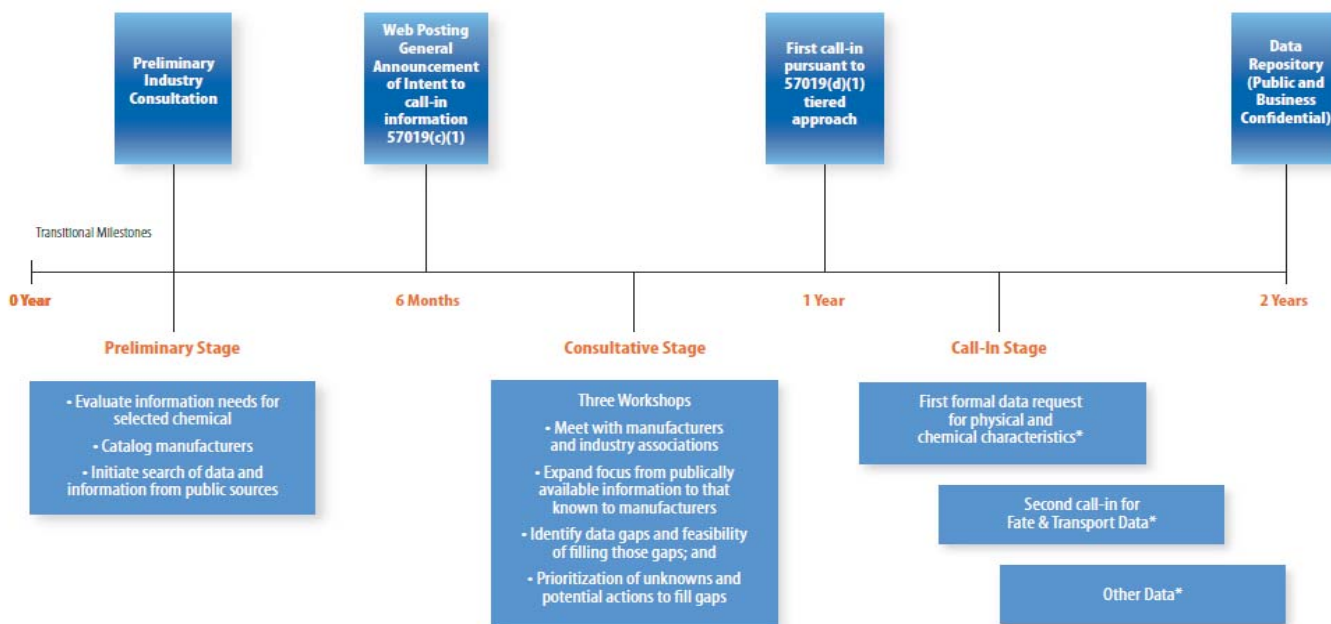 Preliminary
Industry
Consultation
Web Posting
General
Announcement
of Intent to
call-in
information
57019(c)(1)
First call-in
pursuant to
57019(d)(1)
tiered
approach
Data
Repository
(Public and
Business
Confidential)
Transitional Milestones
0 Year
6 Months
1 Year
2 Years
Preliminary Stage
• Evaluate information needs for
selected chemical
• Catalog manufacturers
• Initiate search of data and
information from public sources
Consultative Stage
Three Workshops
• Meet with manufacturers
and industry associations
• Expand focus from publically
available information to that
known to manufacturers
• Identify data gaps and feasibility
of filling those gaps; and
• Prioritization of unknowns and
potential actions to fill gaps
Call-In Stage
First formal data request
for physical and
chemical characteristics*
Second call-in for
Fate & Transport Data*
Other Data*